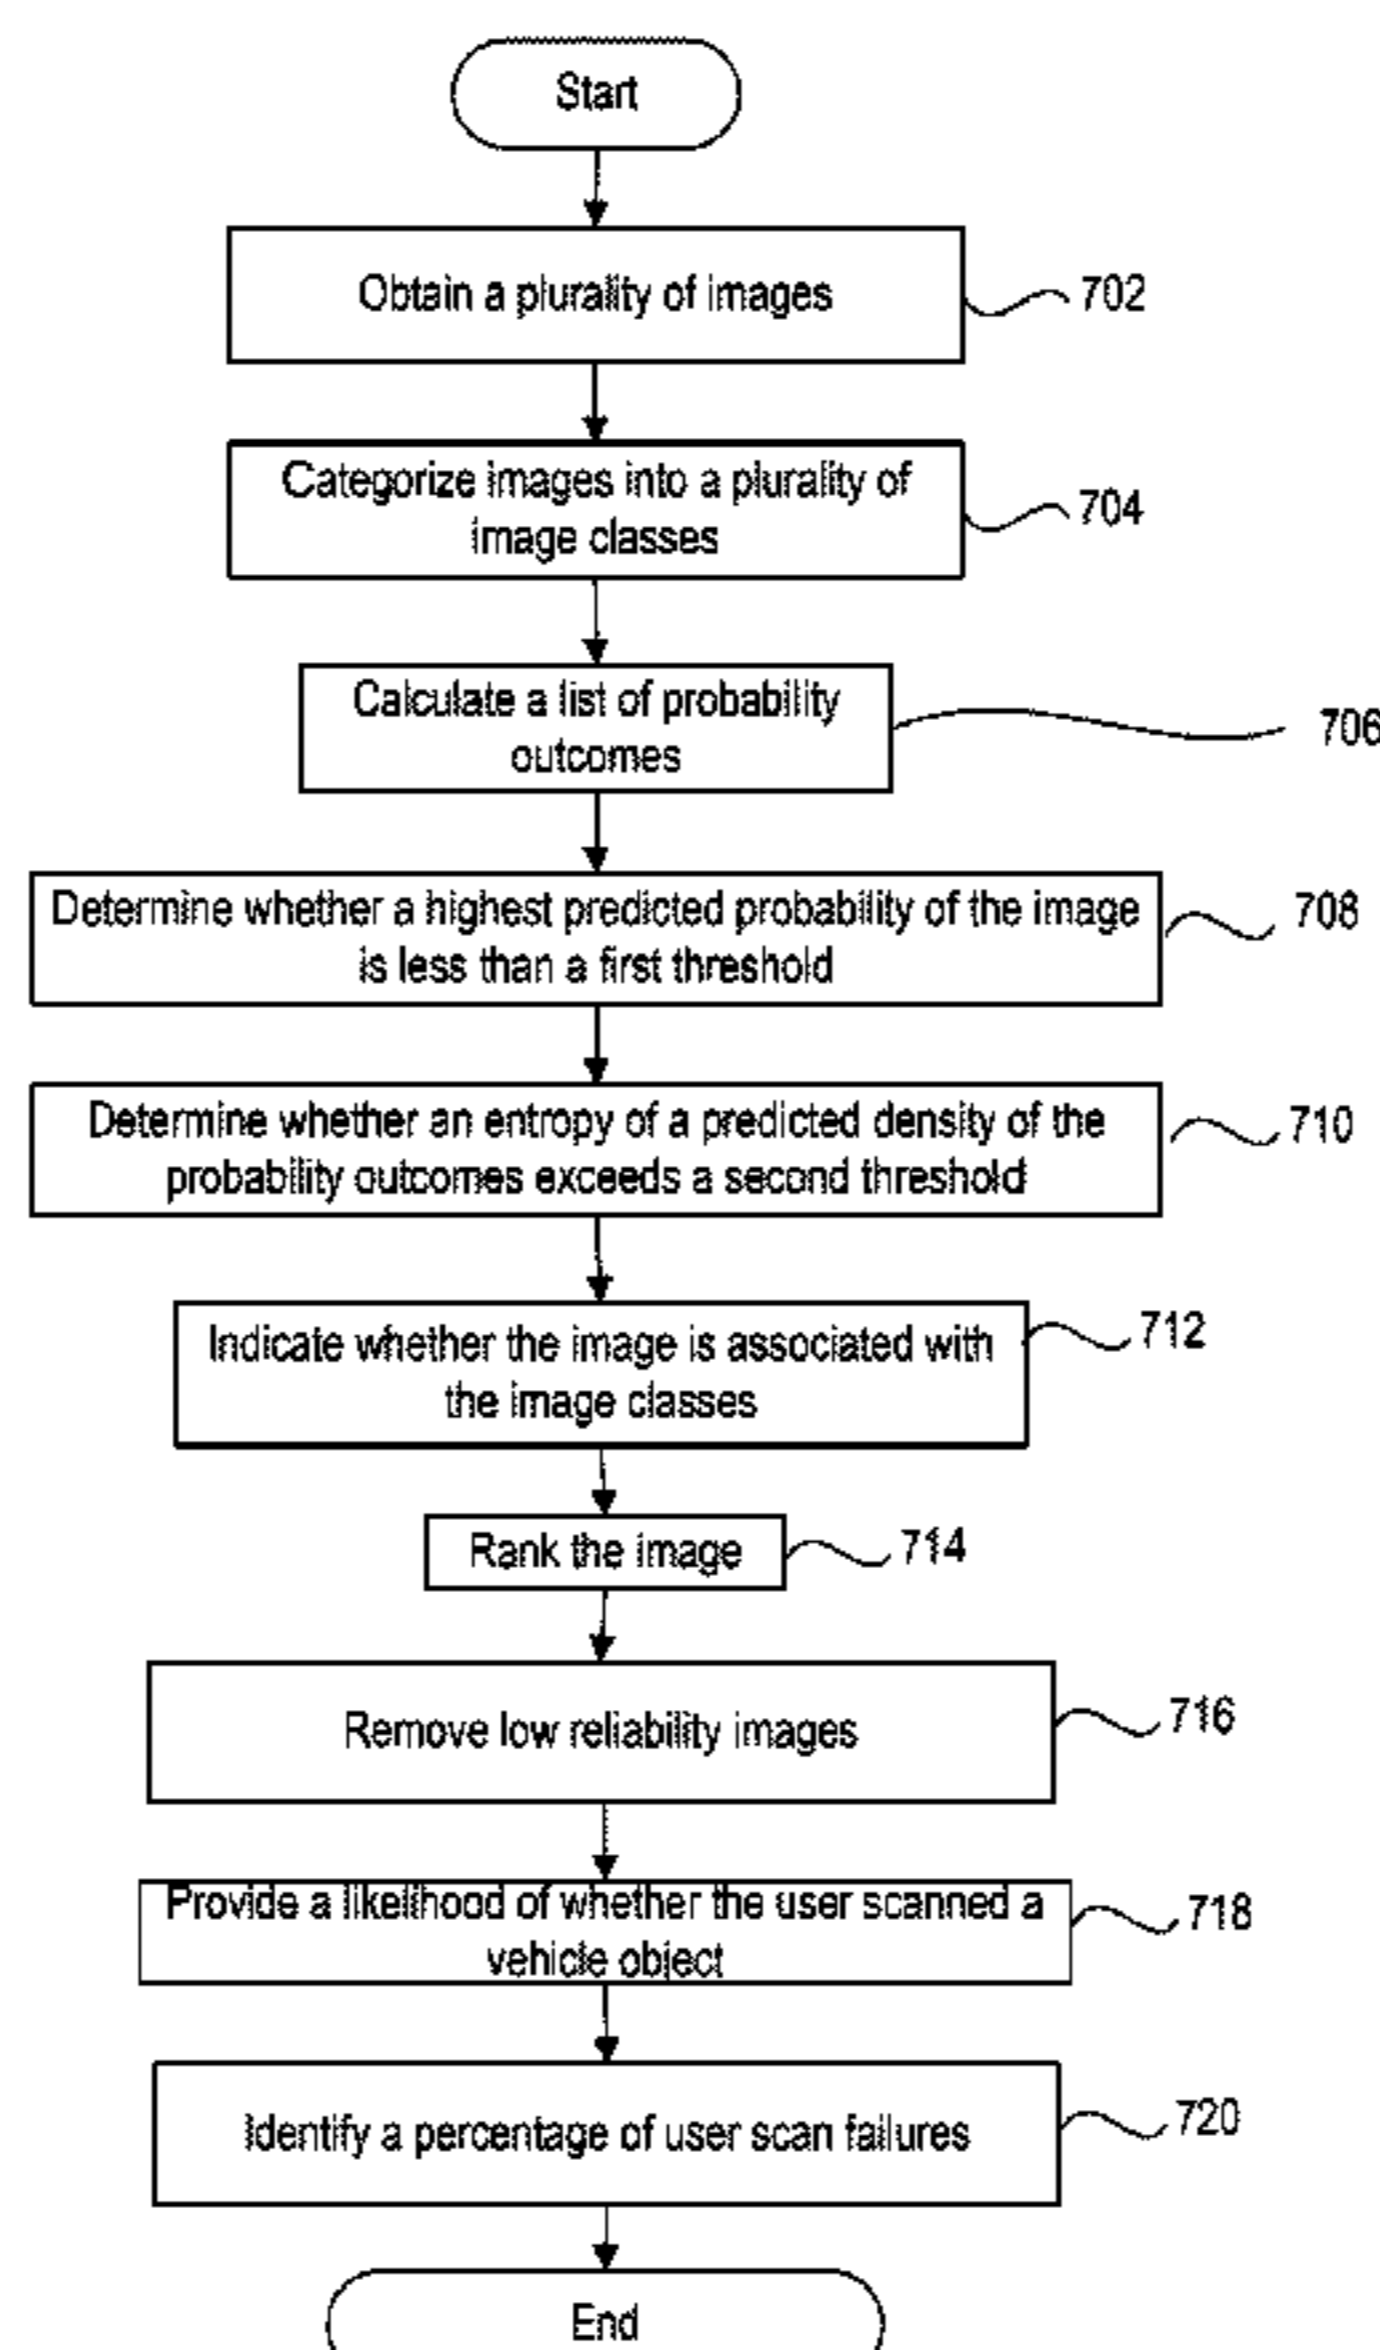 Start
Obtain a plurality of images
702
Categorize images into a plurality of
image classes
704
Calculate a list of probability
outcomes
706
Determine whether a highest predicted probability of the image
is less than a first threshold
708
Determine whether an entropy of a predicted density of the
probability outcomes exceeds a second threshold
710
Indicate whether the image is associated with
the image classes
712
Rank the image
714
Remove low reliability images
716
Provide a likelihood of whether the user scanned a
vehicle object
718
Identify a percentage of user scan failures
720
End